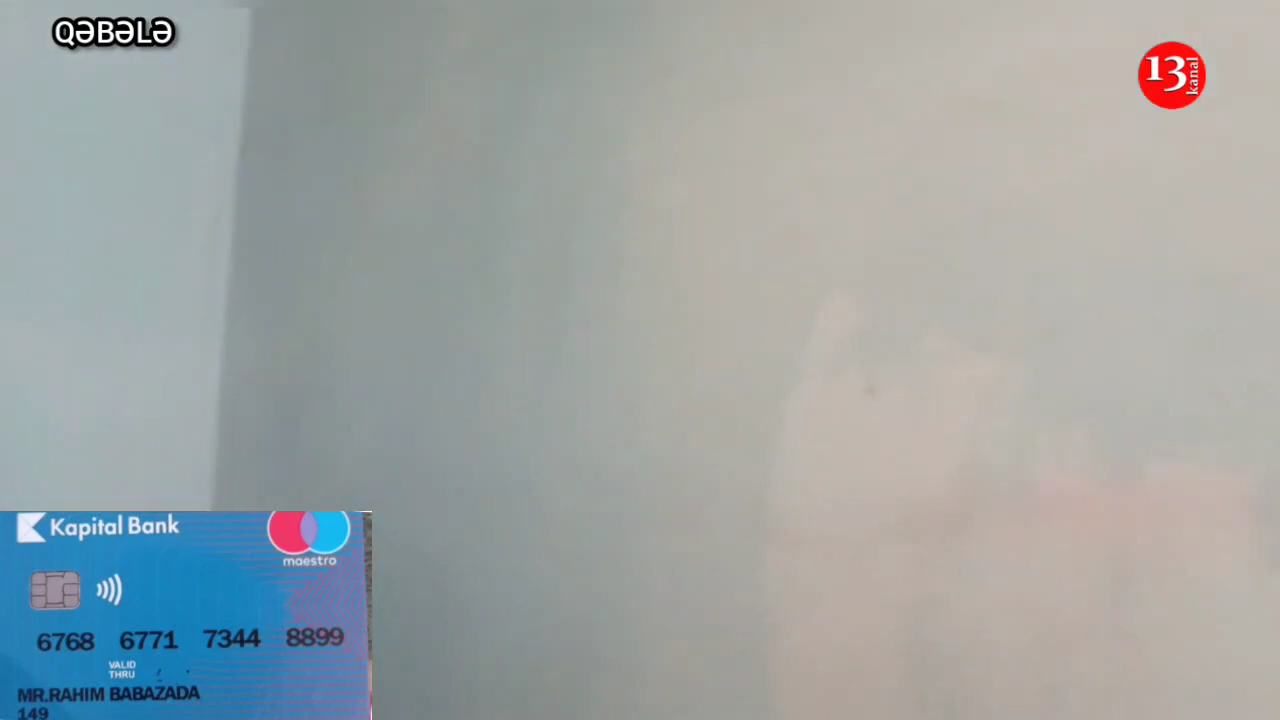 QƏBƏLƏ
13 kanal
Kapital Bank
maestro
6768 6771 7344 8899
VALID
THRU
MR.RAHIM BABAZADA
149